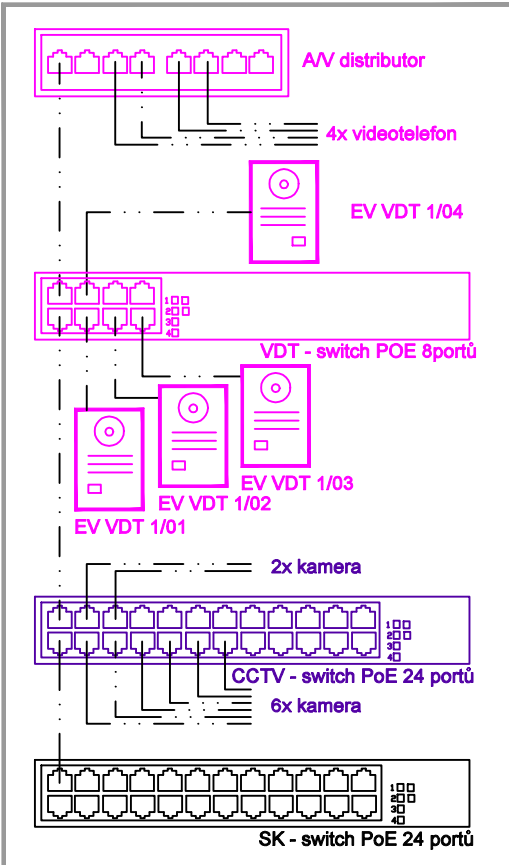 A/V distributor
4x videotelefon
EV VDT 1/04
1
2
3
4
VDT - switch POE 8portů
EV VDT 1/03
EV VDT 1/02
EV VDT 1/01
2x kamera
1
2
3
4
CCTV - switch PoE 24 portů
6x kamera
1
2
3
4
SK - switch PoE 24 portů